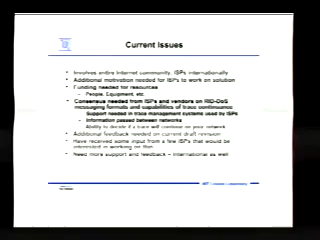 Current Issues
• Involves entire Internet community, ISPs internationally
• Additional motivation needed for ISPs to work on solution
• Funding needed for resources
– People, Equipment, etc.
• Consensus needed from ISPs and vendors on RID-DoS
messaging formats and capabilities of trace continuance
– Support needed in trace management systems used by ISPs
– Information passed between networks
– Ability to decide if a trace will continue on your network
• Additional feedback needed on current draft revision
• Have received some input from a few ISPs that would be
interested in working on this
• Need more support and feedback – international as well
MIT Lincoln Laboratory